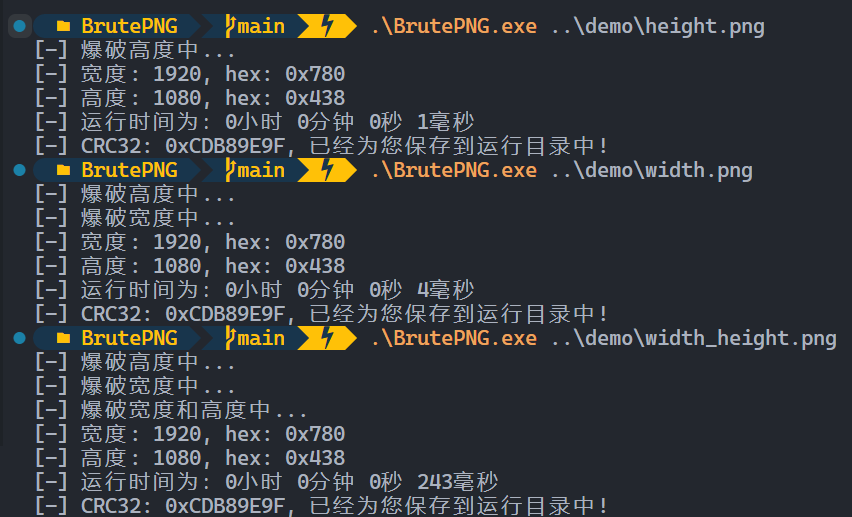 BrutePNG main .\BrutePNG.exe ..\demo\height.png
[-] 爆破高度中...
[-] 宽度: 1920, hex: 0x780
[-] 高度: 1080, hex: 0x438
[-] 运行时间为: 0小时 0分钟 0秒 1毫秒
[-] CRC32: 0xCDB89E9F, 已经为您保存到运行目录中!
BrutePNG main .\BrutePNG.exe ..\demo\width.png
[-] 爆破高度中...
[-] 爆破宽度中...
[-] 宽度: 1920, hex: 0x780
[-] 高度: 1080, hex: 0x438
[-] 运行时间为: 0小时 0分钟 0秒 4毫秒
[-] CRC32: 0xCDB89E9F, 已经为您保存到运行目录中!
BrutePNG main .\BrutePNG.exe ..\demo\width_height.png
[-] 爆破高度中...
[-] 爆破宽度中...
[-] 爆破宽度和高度中...
[-] 宽度: 1920, hex: 0x780
[-] 高度: 1080, hex: 0x438
[-] 运行时间为: 0小时 0分钟 0秒 243毫秒
[-] CRC32: 0xCDB89E9F, 已经为您保存到运行目录中!